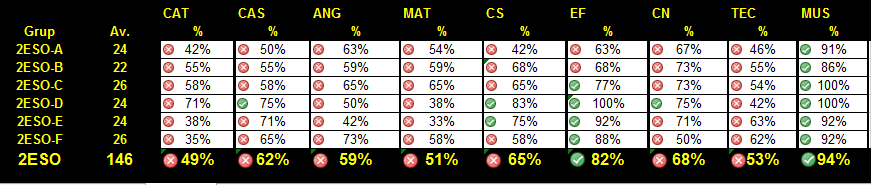 CAT CAS ANG MAT CS EF CN TEC MUS
Grup Av. % % % % % % % % %
2ESO-A 24 42% 50% 63% 54% 42% 63% 67% 46% 91%
2ESO-B 22 55% 55% 59% 59% 68% 68% 73% 55% 86%
2ESO-C 26 58% 58% 65% 65% 65% 77% 73% 54% 100%
2ESO-D 24 71% 75% 50% 38% 83% 100% 75% 42% 100%
2ESO-E 24 38% 71% 42% 33% 75% 92% 71% 63% 92%
2ESO-F 26 35% 65% 73% 58% 58% 88% 50% 62% 92%
2ESO 146 49% 62% 59% 51% 65% 82% 68% 53% 94%